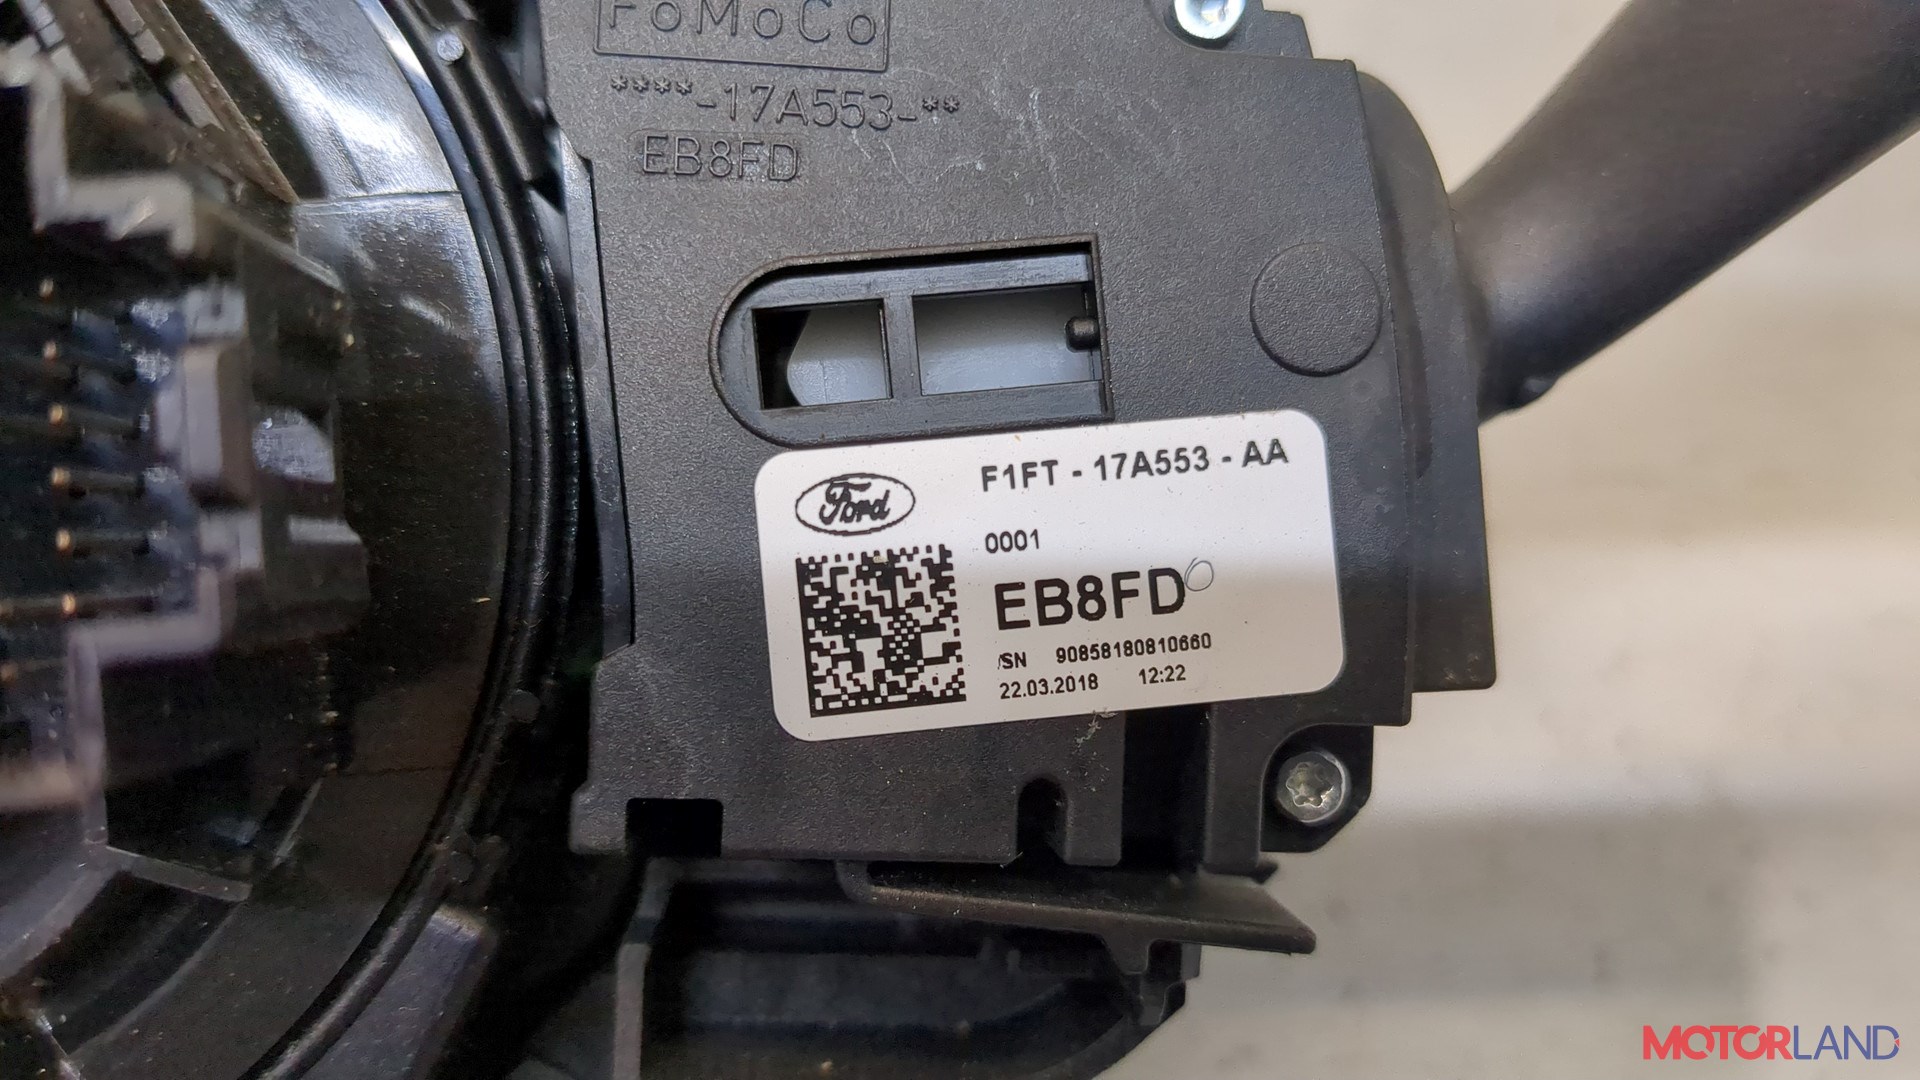 FoMoCo
****-17A553-**
EB8FD
Ford
F1FT - 17A553 - AA
0001
EB8FD
/SN 90858180810660
22.03.2018 12:22
MOTORLAND